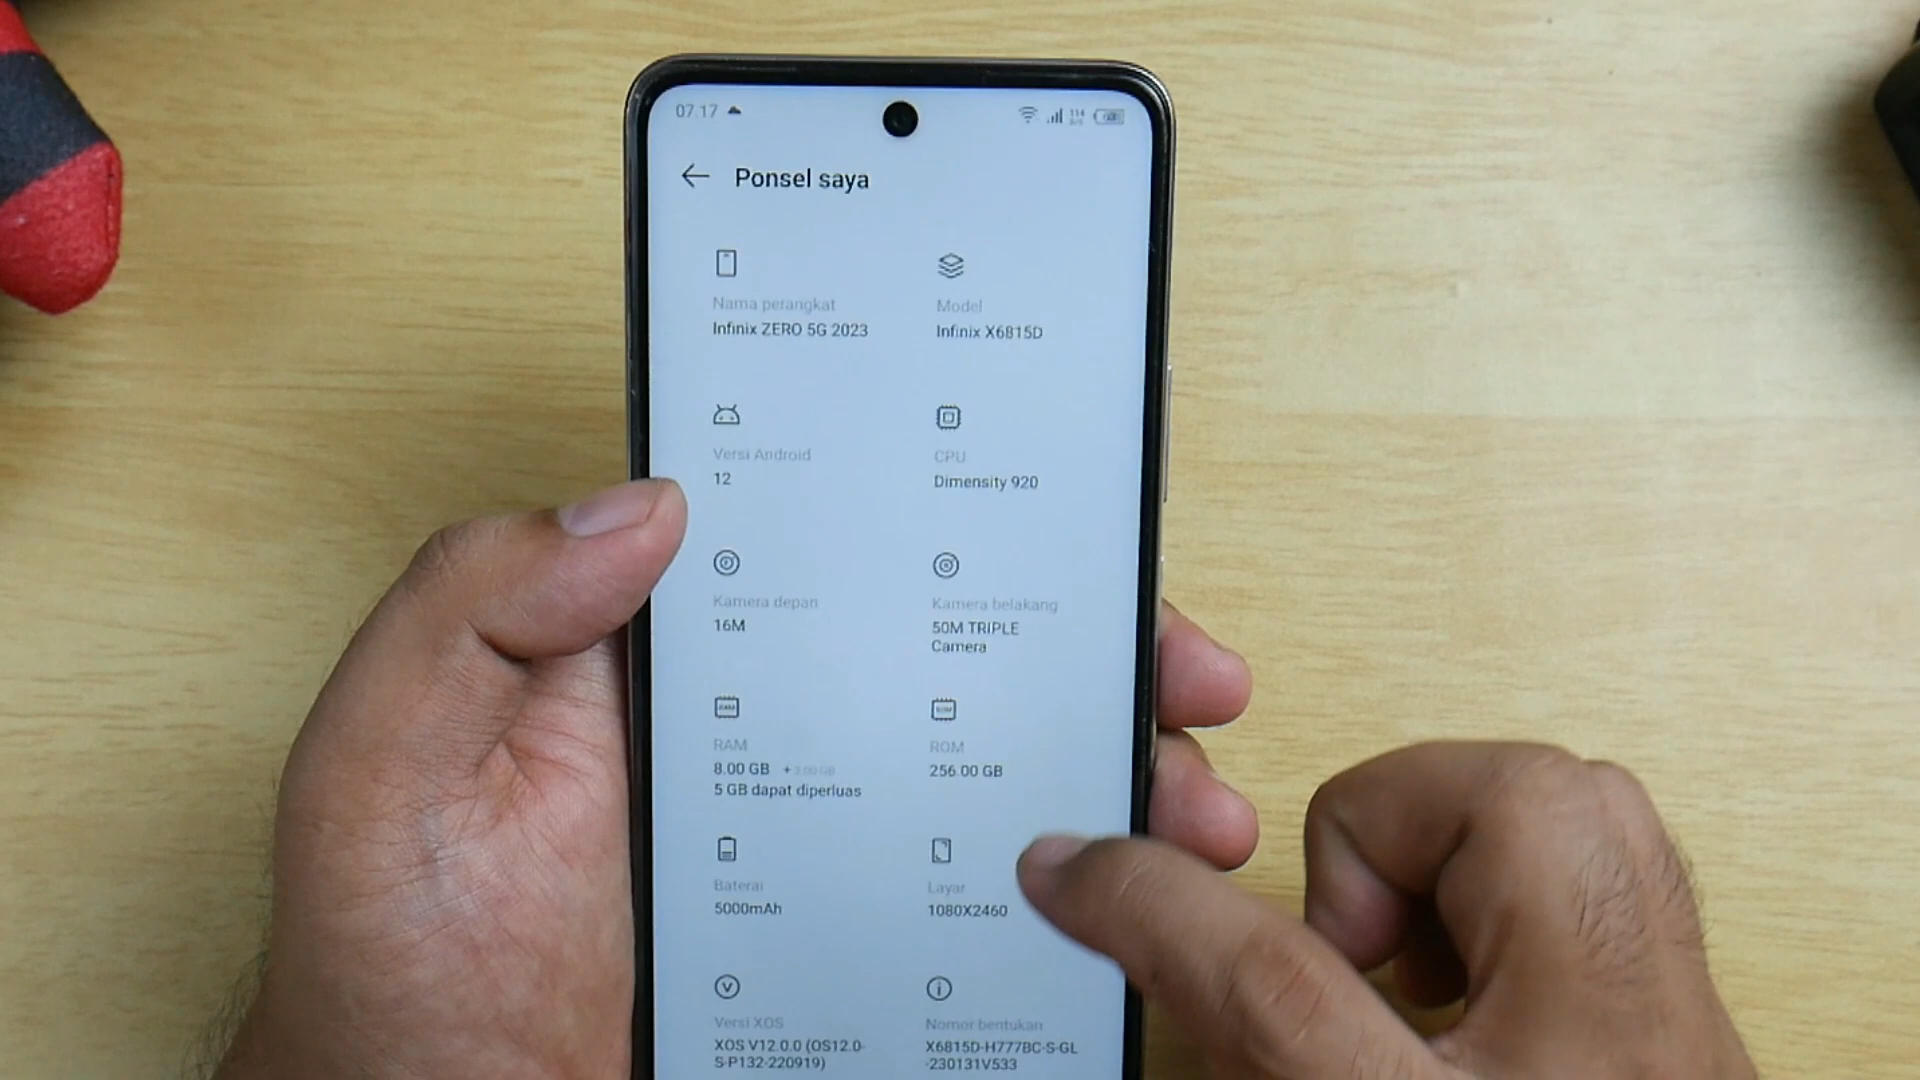 07.17
Ponsel saya
Nama perangkat
Infinix ZERO 5G 2023
Model
Infinix X6815D
Versi Android
12
CPU
Dimensity 920
Kamera depan
16M
Kamera belakang
50M TRIPLE
Camera
RAM
8.00 GB
5 GB dapat diperluas
ROM
256.00 GB
Baterai
5000mAh
Layar
1080X2460
Versi XOS
XOS V12.0.0 (OS12.0-
S-P132-220919)
Nomor bentukan
X6815D-H777BC-S-GL
-230131V533